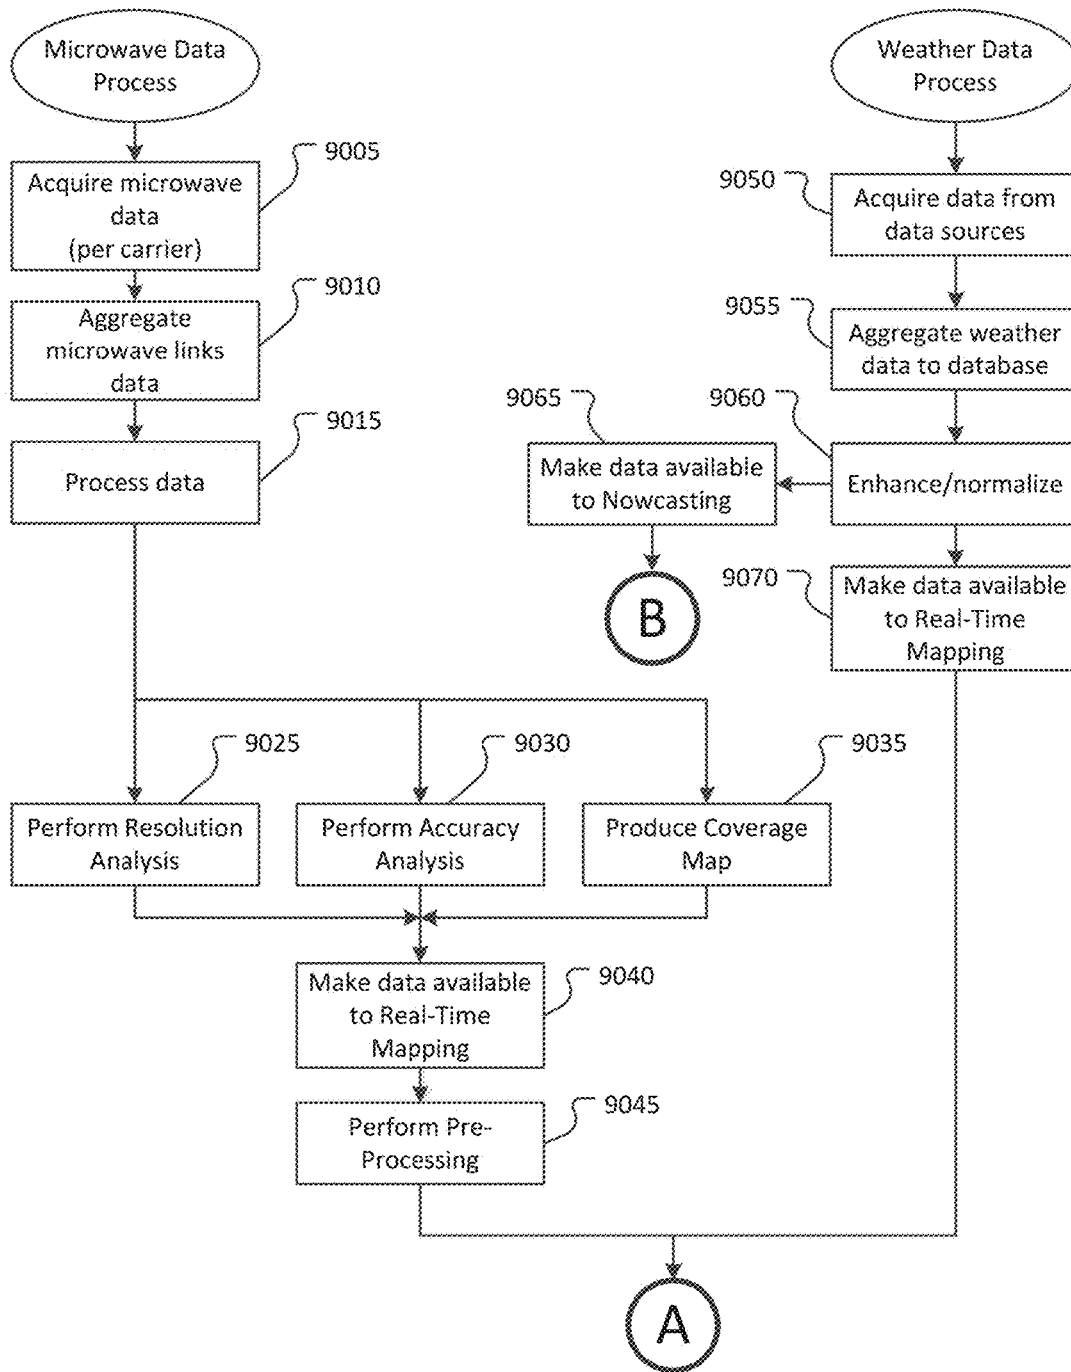 Microwave Data
Process
9005
Acquire microwave
data
(per carrier)
9010
Aggregate
microwave links
data
9015
Process data
Weather Data
Process
9050
Acquire data from
data sources
9055
Aggregate weather
data to database
9060
Enhance/normalize
9065
Make data available
to Nowcasting
B
9070
Make data available
to Real-Time
Mapping
9025
Perform Resolution
Analysis
9030
Perform Accuracy
Analysis
9035
Produce Coverage
Map
9040
Make data available
to Real-Time
Mapping
9045
Perform Pre-
Processing
A